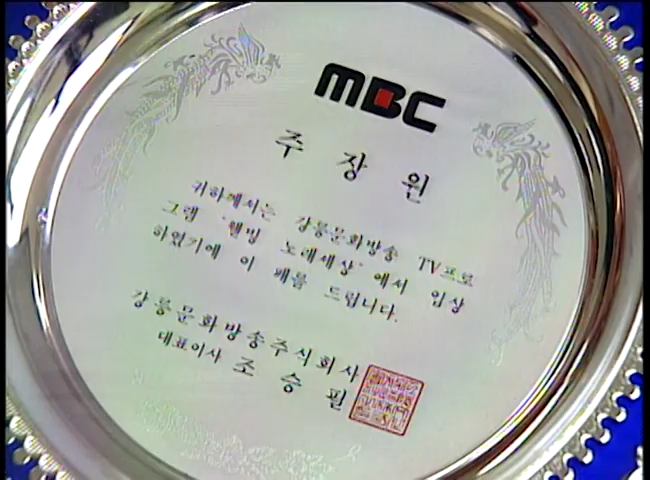 MBC
주 장 원
귀하께서는 강릉문화방송 TV프로
그램 "앵밍 노래세상"에서 입상
하였기에 이 패를 드립니다.
강릉문화방송주식회사
대표이사 조 승 필